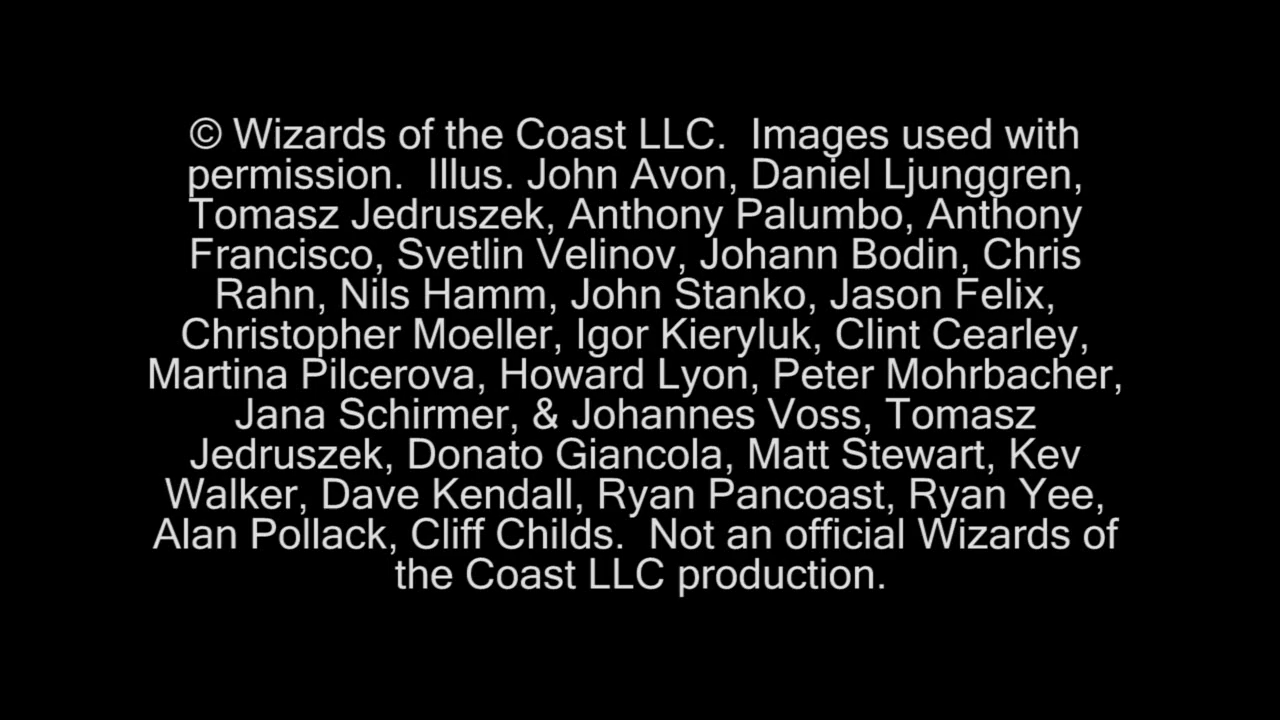 © Wizards of the Coast LLC.  Images used with
permission.  Illus. John Avon, Daniel Ljunggren,
Tomasz Jedruszek, Anthony Palumbo, Anthony
Francisco, Svetlin Velinov, Johann Bodin, Chris
Rahn, Nils Hamm, John Stanko, Jason Felix,
Christopher Moeller, Igor Kieryluk, Clint Cearley,
Martina Pilcerova, Howard Lyon, Peter Mohrbacher,
Jana Schirmer, & Johannes Voss, Tomasz
Jedruszek, Donato Giancola, Matt Stewart, Kev
Walker, Dave Kendall, Ryan Pancoast, Ryan Yee,
Alan Pollack, Cliff Childs.  Not an official Wizards of
the Coast LLC production.